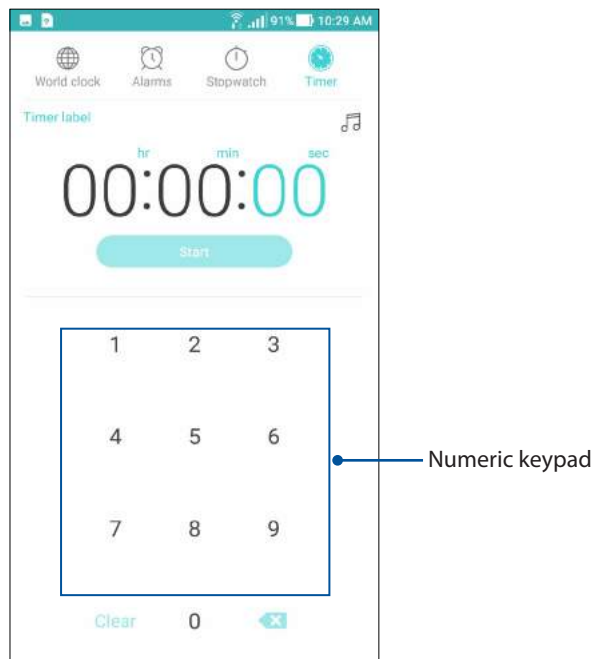 91% 10:29 AM
World clock Alarms Stopwatch Timer
Timer label
hr min sec
00:00:00
Start
1 2 3
4 5 6
Numeric keypad
7 8 9
Clear 0